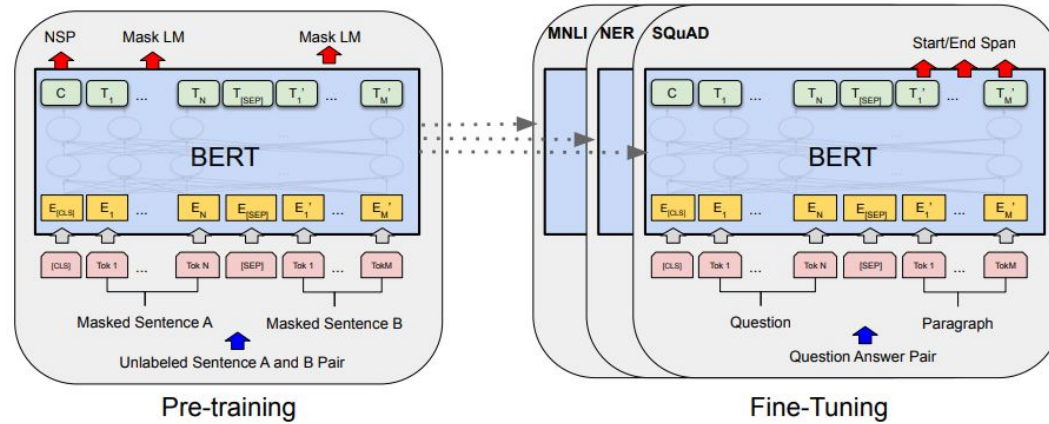 NSP Mask LM Mask LM
C T1 ... TN T[SEP] T1' ... TM'
BERT
E[CLS] E1 ... EN E[SEP] E1' ... EM'
[CLS] Tok 1 ... Tok N [SEP] Tok 1 ... TokM
Masked Sentence A Masked Sentence B
Unlabeled Sentence A and B Pair
Pre-training
MNLI NER SQuAD
Start/End Span
C T1 ... TN T[SEP] T1' ... TM'
BERT
E[CLS] E1 ... EN E[SEP] E1' ... EM'
[CLS] Tok 1 ... Tok N [SEP] Tok 1 ... TokM
Question Paragraph
Question Answer Pair
Fine-Tuning